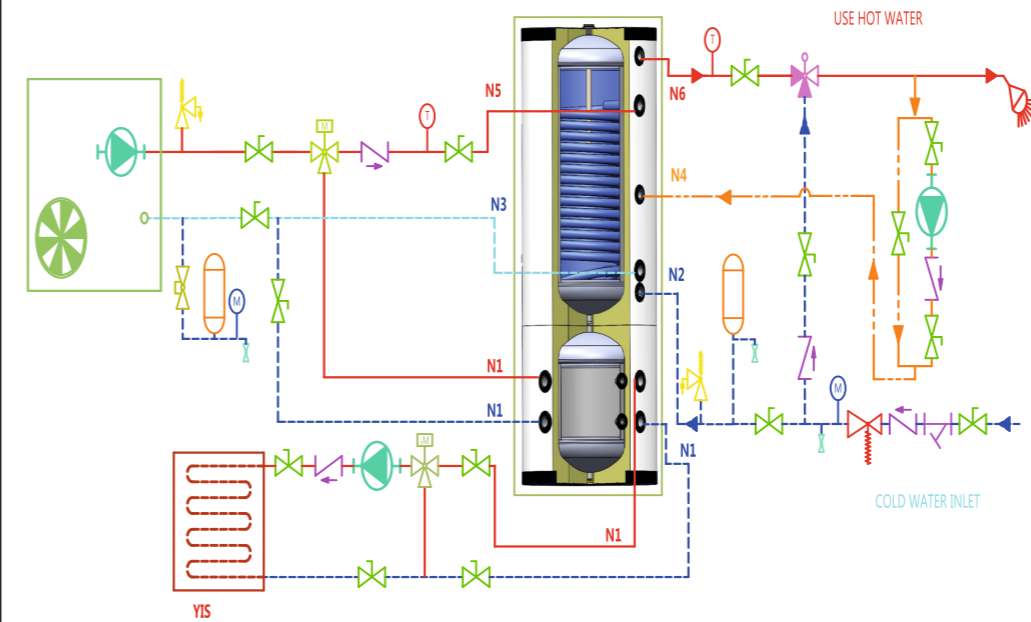 USE HOT WATER
T
N5
N6
T
M
N4
N3
N2
M
N1
M
N1
N1
M
COLD WATER INLET
N1
YIS